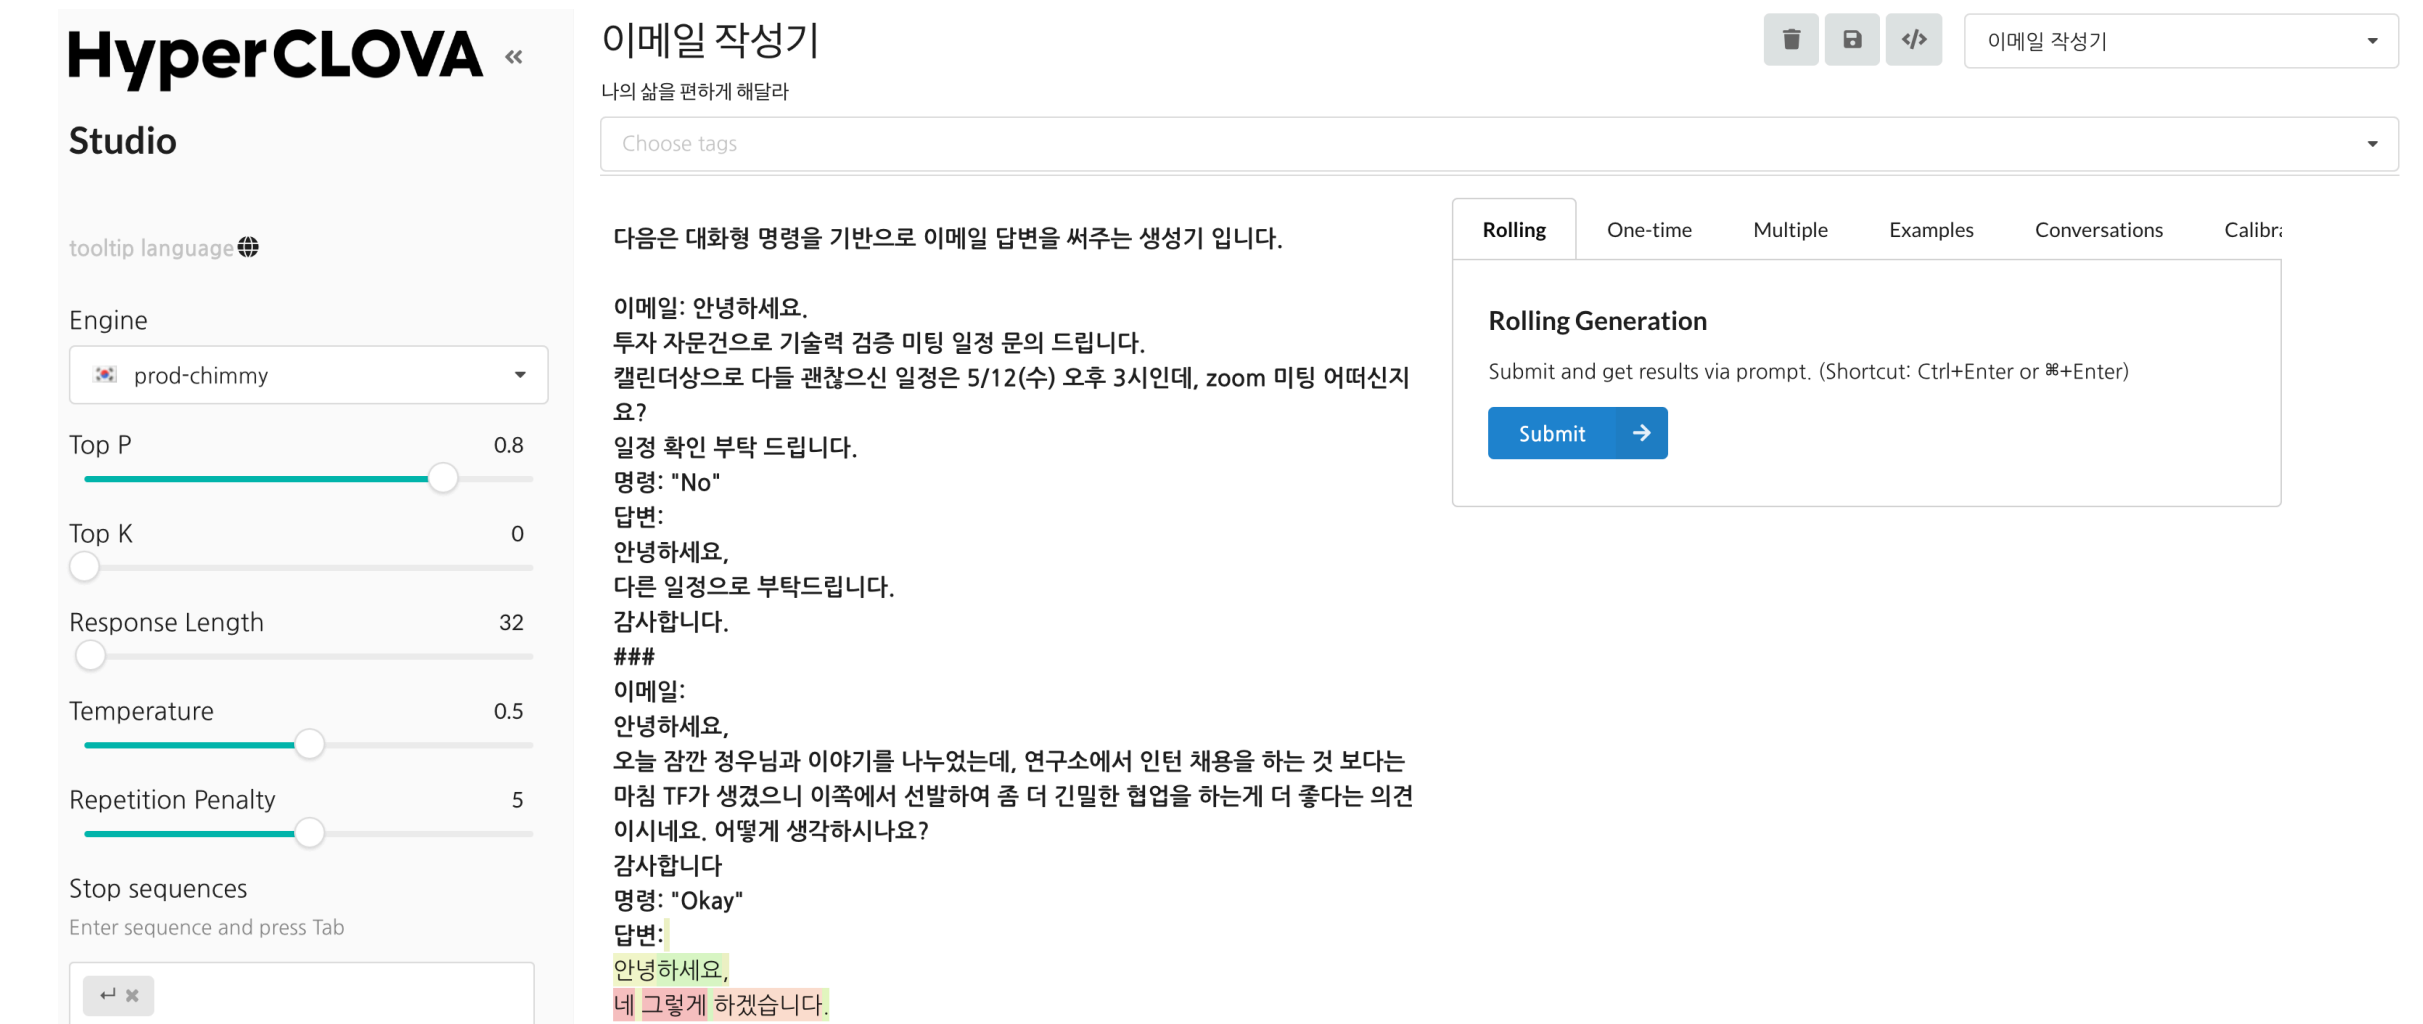 HyperCLOVA
Studio
tooltip language
Engine
prod-chimmy
Top P 0.8
Top K 0
Response Length 32
Temperature 0.5
Repetition Penalty 5
Stop sequences
Enter sequence and press Tab
이메일 작성기
나의 삶을 편하게 해달라
이메일 작성기
Choose tags
다음은 대화형 명령을 기반으로 이메일 답변을 써주는 생성기 입니다.
이메일: 안녕하세요.
투자 자문건으로 기술력 검증 미팅 일정 문의 드립니다.
캘린더상으로 다들 괜찮으신 일정은 5/12(수) 오후 3시인데, zoom 미팅 어떠신지
요?
일정 확인 부탁 드립니다.
명령: "No"
답변:
안녕하세요,
다른 일정으로 부탁드립니다.
감사합니다.
###
이메일:
안녕하세요,
오늘 잠깐 정우님과 이야기를 나누었는데, 연구소에서 인턴 채용을 하는 것 보다는
마침 TF가 생겼으니 이쪽에서 선발하여 좀 더 긴밀한 협업을 하는게 더 좋다는 의견
이시네요. 어떻게 생각하시나요?
감사합니다
명령: "Okay"
답변:
안녕하세요,
네 그렇게 하겠습니다.
Rolling One-time Multiple Examples Conversations Calibra
Rolling Generation
Submit and get results via prompt. (Shortcut: Ctrl+Enter or ⌘+Enter)
Submit